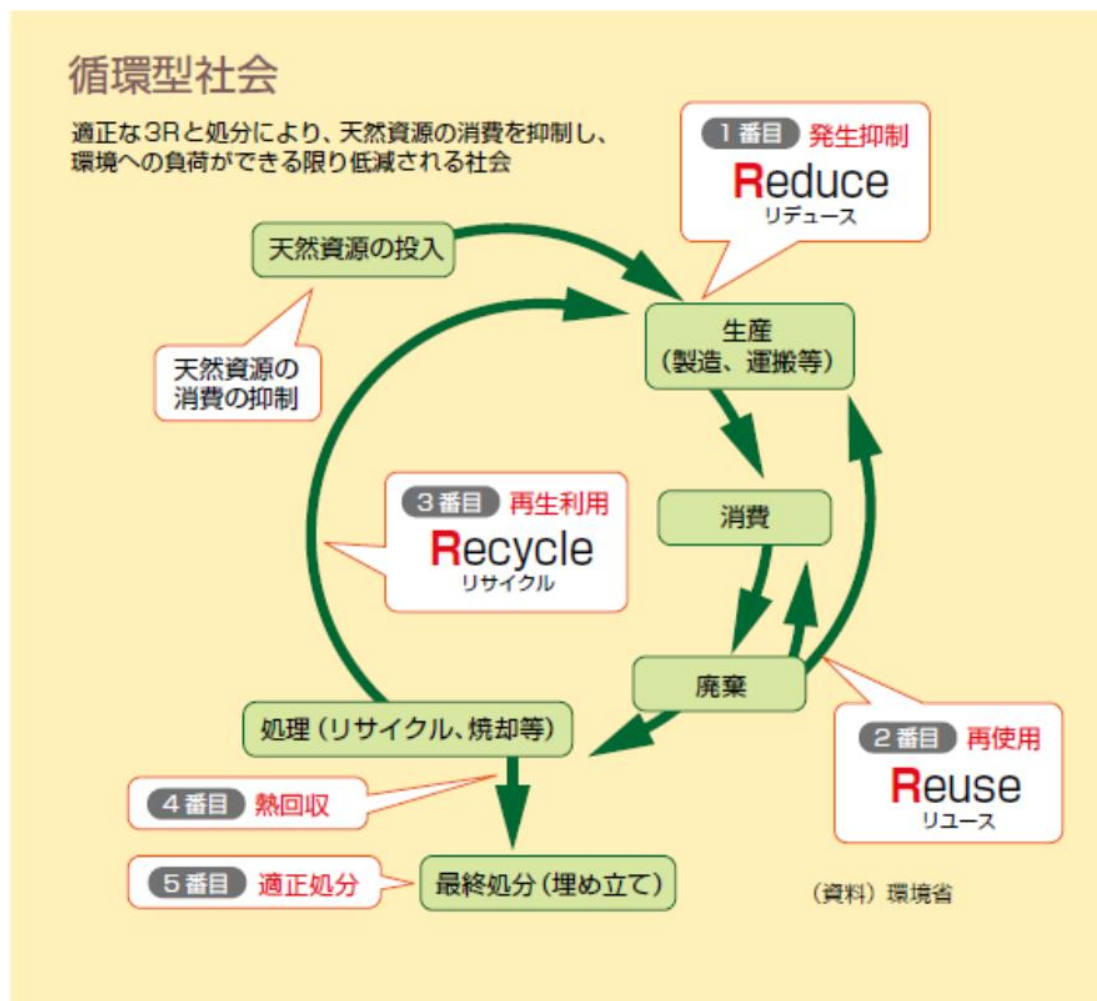 循環型社会
適正な3Rと処分により、天然資源の消費を抑制し、
環境への負荷ができる限り低減される社会
1番目 発生抑制
Reduce
リデュース
天然資源の投入
天然資源の
消費の抑制
生産
（製造、運搬等）
3番目 再生利用
Recycle
リサイクル
消費
廃棄
2番目 再使用
Reuse
リユース
処理（リサイクル、焼却等）
4番目 熱回収
5番目 適正処分
最終処分（埋め立て）
（資料）環境省